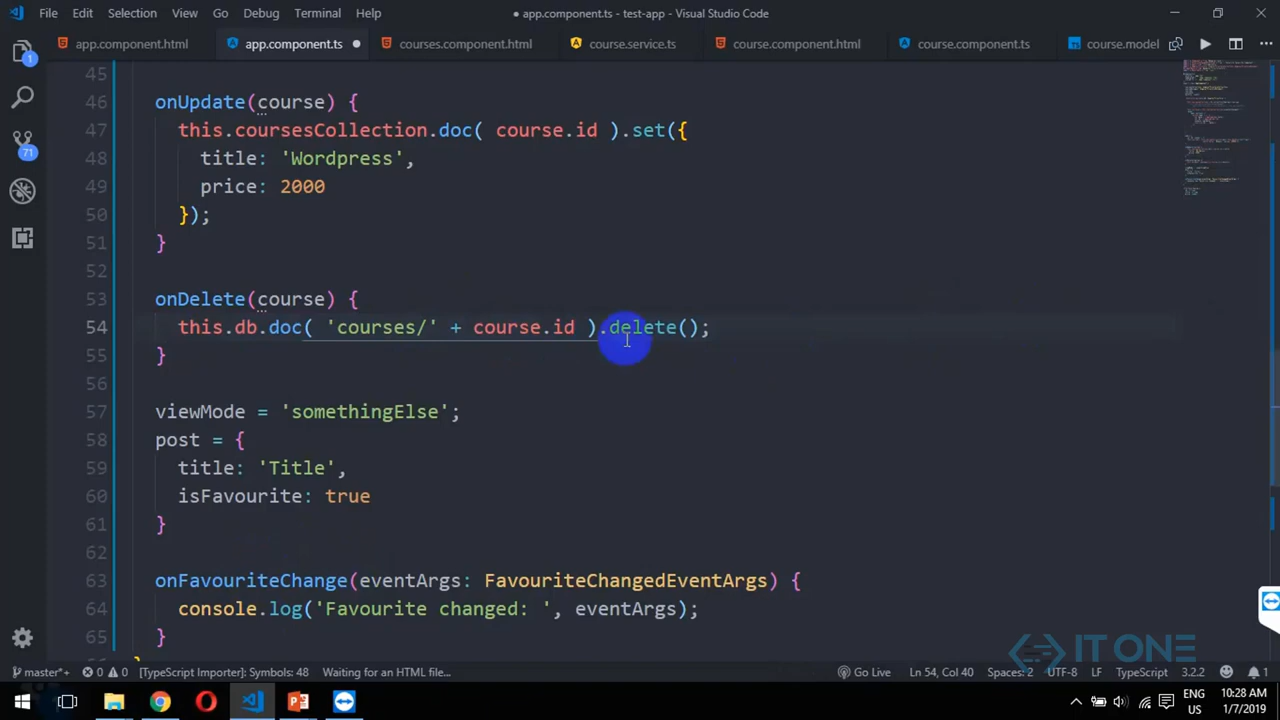 File Edit Selection View Go Debug Terminal Help ● app.component.ts - test-app - Visual Studio Code
app.component.html app.component.ts ● courses.component.html course.service.ts course.component.html course.component.ts course.model
1
71
45
46 onUpdate(course) {
47 this.coursesCollection.doc( course.id ).set({
48 title: 'Wordpress',
49 price: 2000
50 });
51 }
52
53 onDelete(course) {
54 this.db.doc( 'courses/' + course.id ).delete();
55 }
56
57 viewMode = 'somethingElse';
58 post = {
59 title: 'Title',
60 isFavourite: true
61 }
62
63 onFavouriteChange(eventArgs: FavouriteChangedEventArgs) {
64 console.log('Favourite changed: ', eventArgs);
65 }
IT ONE
master*+ 0 0 [TypeScript Importer]: Symbols: 48 Waiting for an HTML file... Go Live Ln 54, Col 40 Spaces: 2 UTF-8 LF TypeScript 3.2.2 1
ENG 10:28 AM
US 1/7/2019